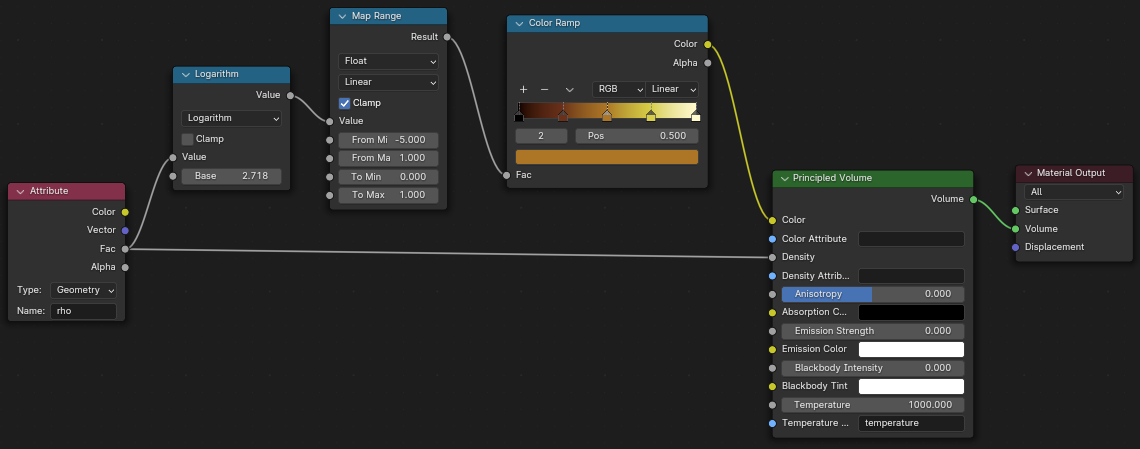 Attribute
Color
Vector
Fac
Alpha
Type: Geometry
Name: rho
Logarithm
Value
Logarithm
Clamp
Value
Base 2.718
Map Range
Result
Float
Linear
Clamp
Value
From Mi -5.000
From Ma 1.000
To Min 0.000
To Max 1.000
Color Ramp
Color
Alpha
+ − RGB Linear
2 Pos 0.500
Fac
Principled Volume
Volume
Color
Color Attribute
Density
Density Attrib...
Anisotropy 0.000
Absorption C...
Emission Strength 0.000
Emission Color
Blackbody Intensity 0.000
Blackbody Tint
Temperature 1000.000
Temperature ... temperature
Material Output
All
Surface
Volume
Displacement